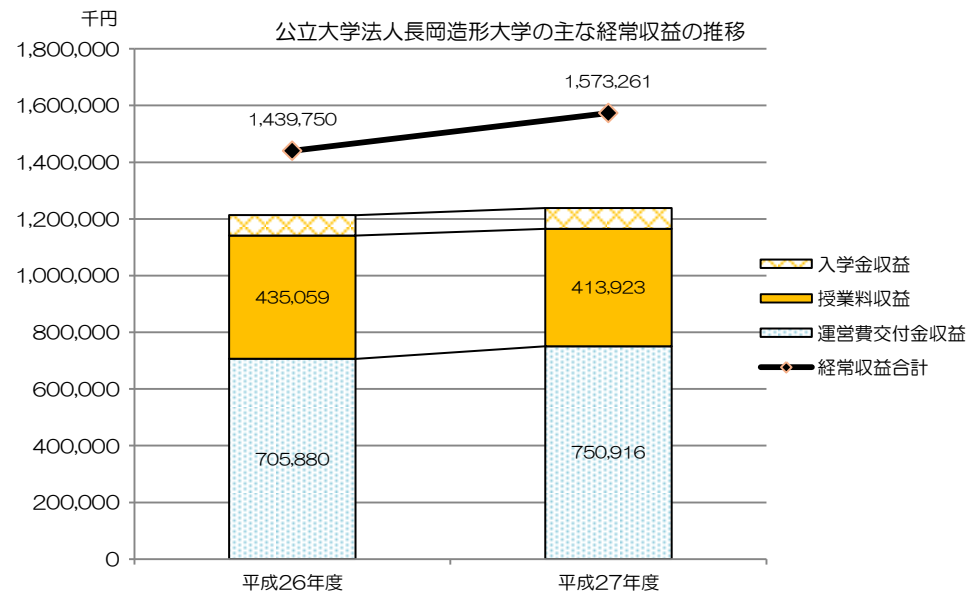 千円
公立大学法人長岡造形大学の主な経常収益の推移
1,800,000
1,600,000
1,400,000
1,200,000
1,000,000
800,000
600,000
400,000
200,000
0
1,439,750
1,573,261
435,059
413,923
705,880
750,916
平成26年度
平成27年度
入学金収益
授業料収益
運営費交付金収益
経常収益合計